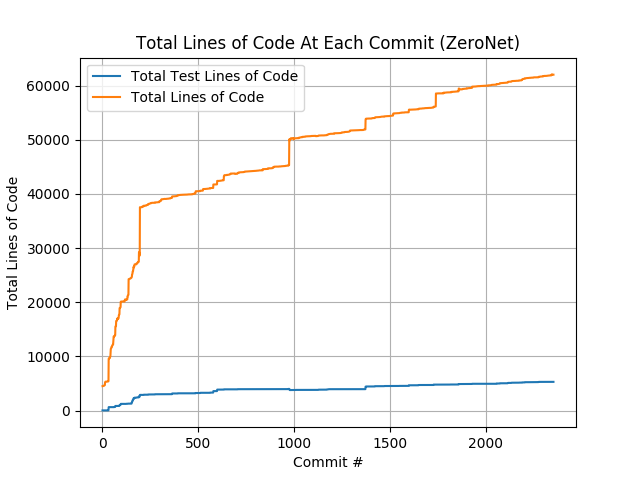 Total Lines of Code At Each Commit (ZeroNet)
Total Test Lines of Code
Total Lines of Code
60000
50000
40000
30000
20000
10000
0
Total Lines of Code
0 500 1000 1500 2000
Commit #